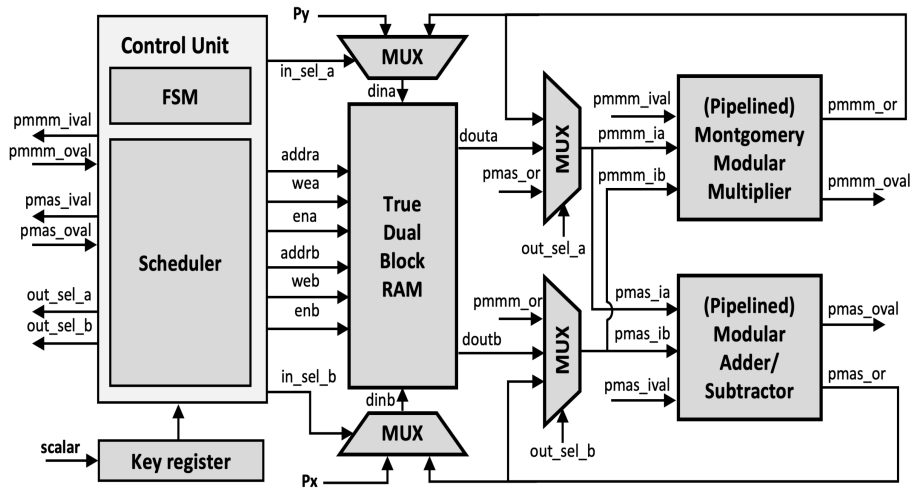 Py
Control Unit
FSM
in_sel_a
MUX
dina
pmmm_ival
pmmm_oval
pmas_ival
pmas_oval
out_sel_a
out_sel_b
Scheduler
addra
wea
ena
addrb
web
enb
in_sel_b
True
Dual
Block
RAM
douta
doutb
dinb
MUX
Px
scalar
Key register
MUX
pmas_or
out_sel_a
pmmm_or
MUX
out_sel_b
pmmm_ival
pmmm_ia
pmmm_ib
(Pipelined)
Montgomery
Modular
Multiplier
pmmm_or
pmmm_oval
pmas_ia
pmas_ib
pmas_ival
(Pipelined)
Modular
Adder/
Subtractor
pmas_oval
pmas_or